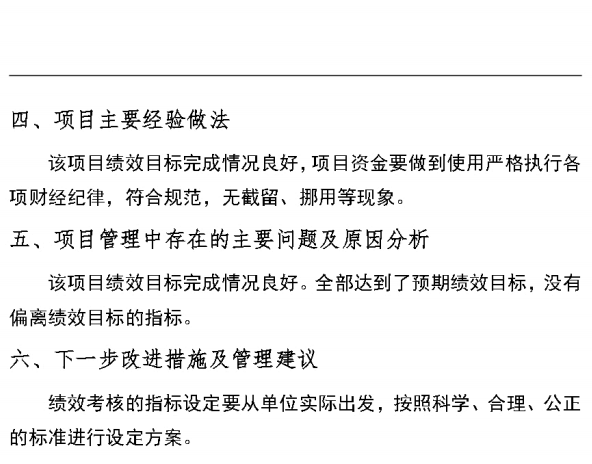 四、项目主要经验做法
该项目绩效目标完成情况良好，项目资金要做到使用严格执行各
项财经纪律，符合规范，无截留、挪用等现象。
五、项目管理中存在的主要问题及原因分析
该项目绩效目标完成情况良好。全部达到了预期绩效目标，没有
偏离绩效目标的指标。
六、下一步改进措施及管理建议
绩效考核的指标设定要从单位实际出发，按照科学、合理、公正
的标准进行设定方案。